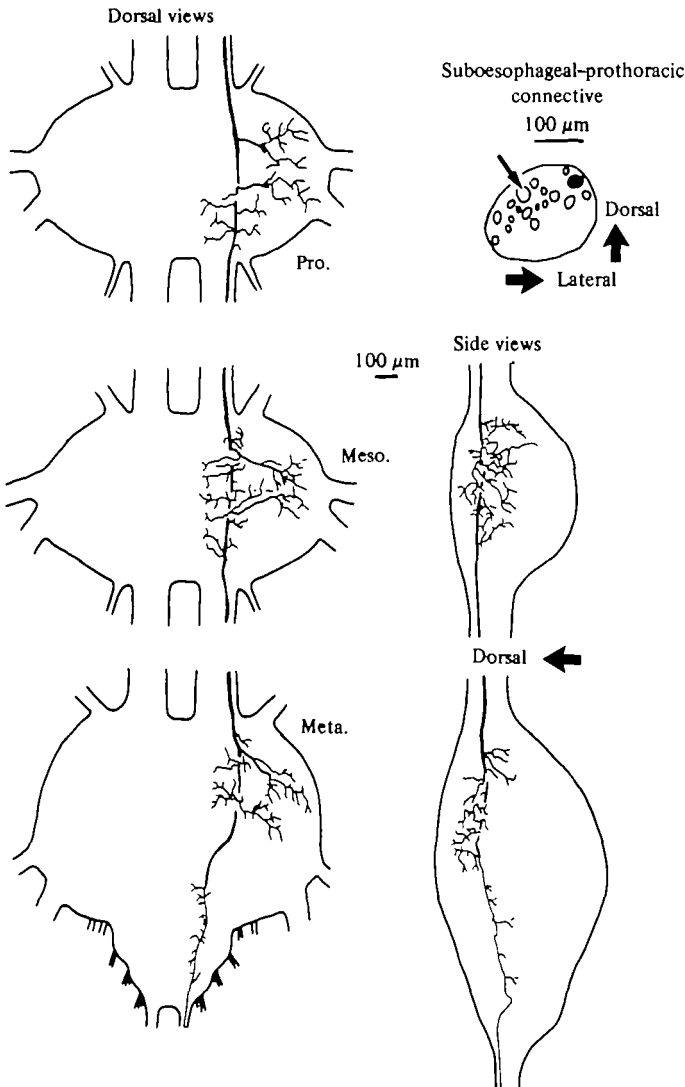 Dorsal views
Suboesophageal–prothoracic
connective
100 μm
Dorsal
Lateral
Pro.
100 μm
Side views
Meso.
Dorsal
Meta.